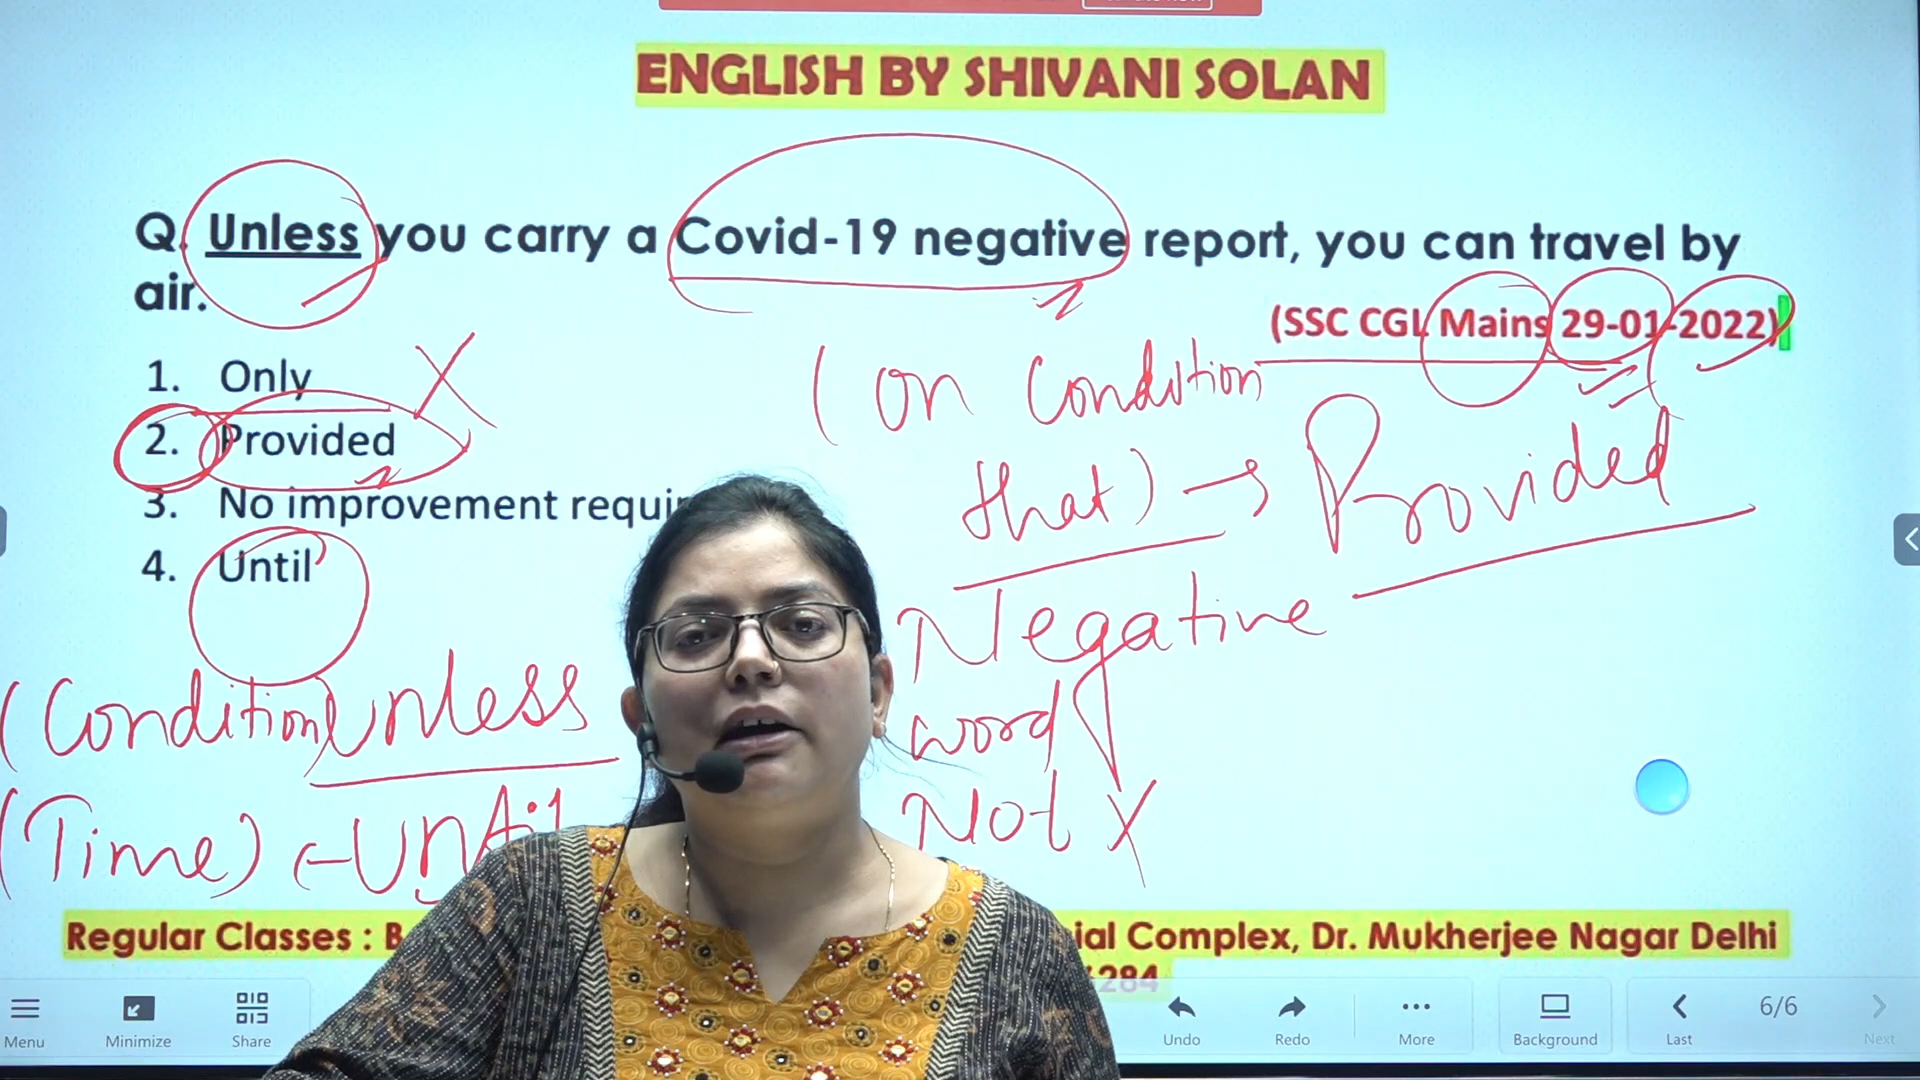 ENGLISH BY SHIVANI SOLAN
Q. Unless you carry a Covid-19 negative report, you can travel by
air.
(SSC CGL Mains 29-01-2022)
1. Only
2. Provided
3. No improvement requi
4. Until
(on Condition
that) → Provided
Negative
word
Not X
(Condition) unless
(Time) ← Until
Regular Classes : B
ial Complex, Dr. Mukherjee Nagar Delhi
284
Menu
Minimize
Share
Undo
Redo
More
Background
Last
6/6
Next